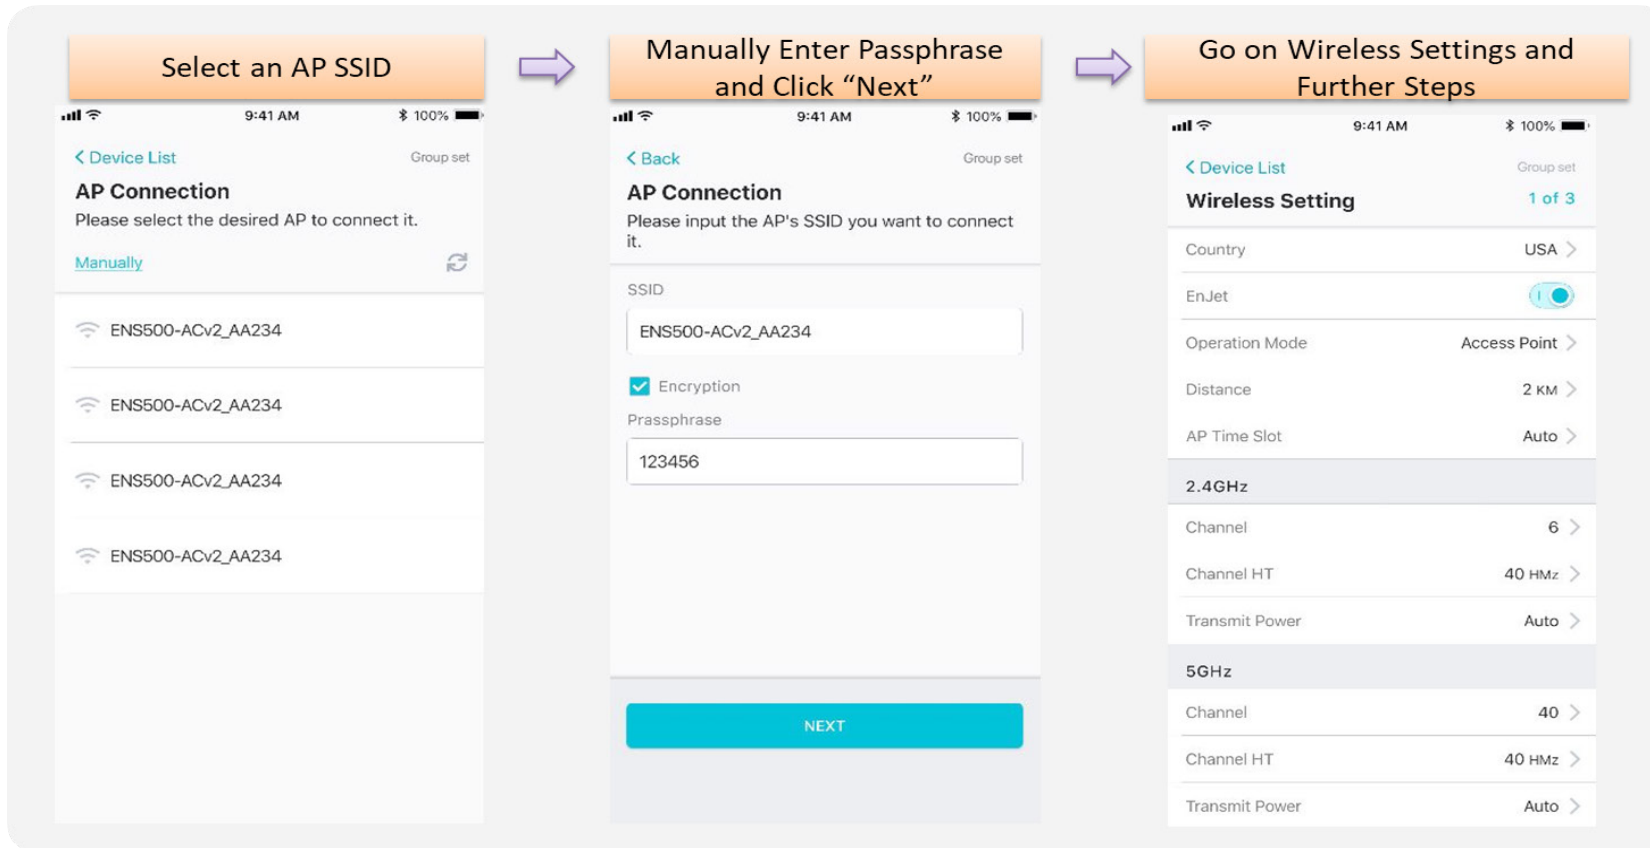 Select an AP SSID
9:41 AM
100%
Device List
Group set
AP Connection
Please select the desired AP to connect it.
Manually
ENS500-ACv2_AA234
ENS500-ACv2_AA234
ENS500-ACv2_AA234
ENS500-ACv2_AA234
Manually Enter Passphrase
and Click “Next”
9:41 AM
100%
Back
Group set
AP Connection
Please input the AP's SSID you want to connect
it.
SSID
ENS500-ACv2_AA234
Encryption
Prassphrase
123456
NEXT
Go on Wireless Settings and
Further Steps
9:41 AM
100%
Device List
Group set
Wireless Setting
1 of 3
Country USA
EnJet
Operation Mode Access Point
Distance 2 KM
AP Time Slot Auto
2.4GHz
Channel 6
Channel HT 40 HMz
Transmit Power Auto
5GHz
Channel 40
Channel HT 40 HMz
Transmit Power Auto